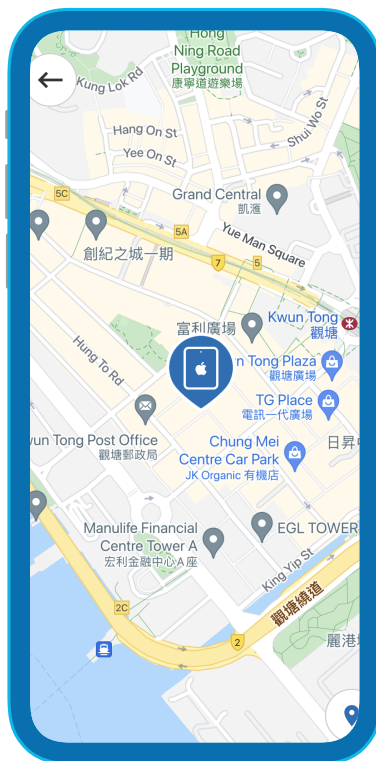 Hong
Ning Road
Playground
康寧道遊樂場
Kung Lok Rd
Shui Wo St
Hang On St
Yee On St
5C
Grand Central
凱滙
5A
Yue Man Square
7
5
創紀之城一期
Kwun Tong
觀塘
富利廣場
Hung To Rd
n Tong Plaza
觀塘廣場
TG Place
電訊一代廣場
wun Tong Post Office
觀塘郵政局
Chung Mei
Centre Car Park
JK Organic 有機店
日昇
Manulife Financial
Centre Tower A
宏利金融中心A座
EGL TOWER
King Yip St
2C
觀塘繞道
2
麗港